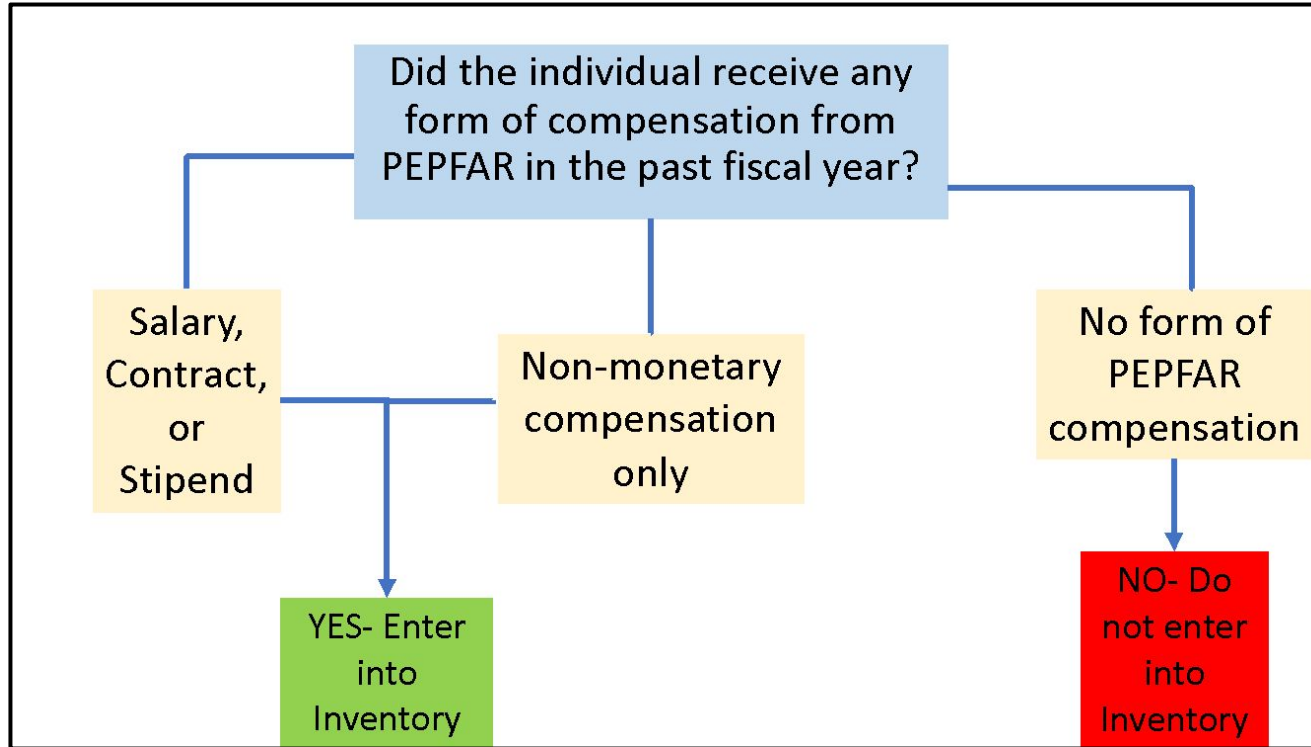 Did the individual receive any
form of compensation from
PEPFAR in the past fiscal year?
Salary,
Contract,
or
Stipend
Non-monetary
compensation
only
No form of
PEPFAR
compensation
YES- Enter
into
Inventory
NO- Do
not enter
into
Inventory